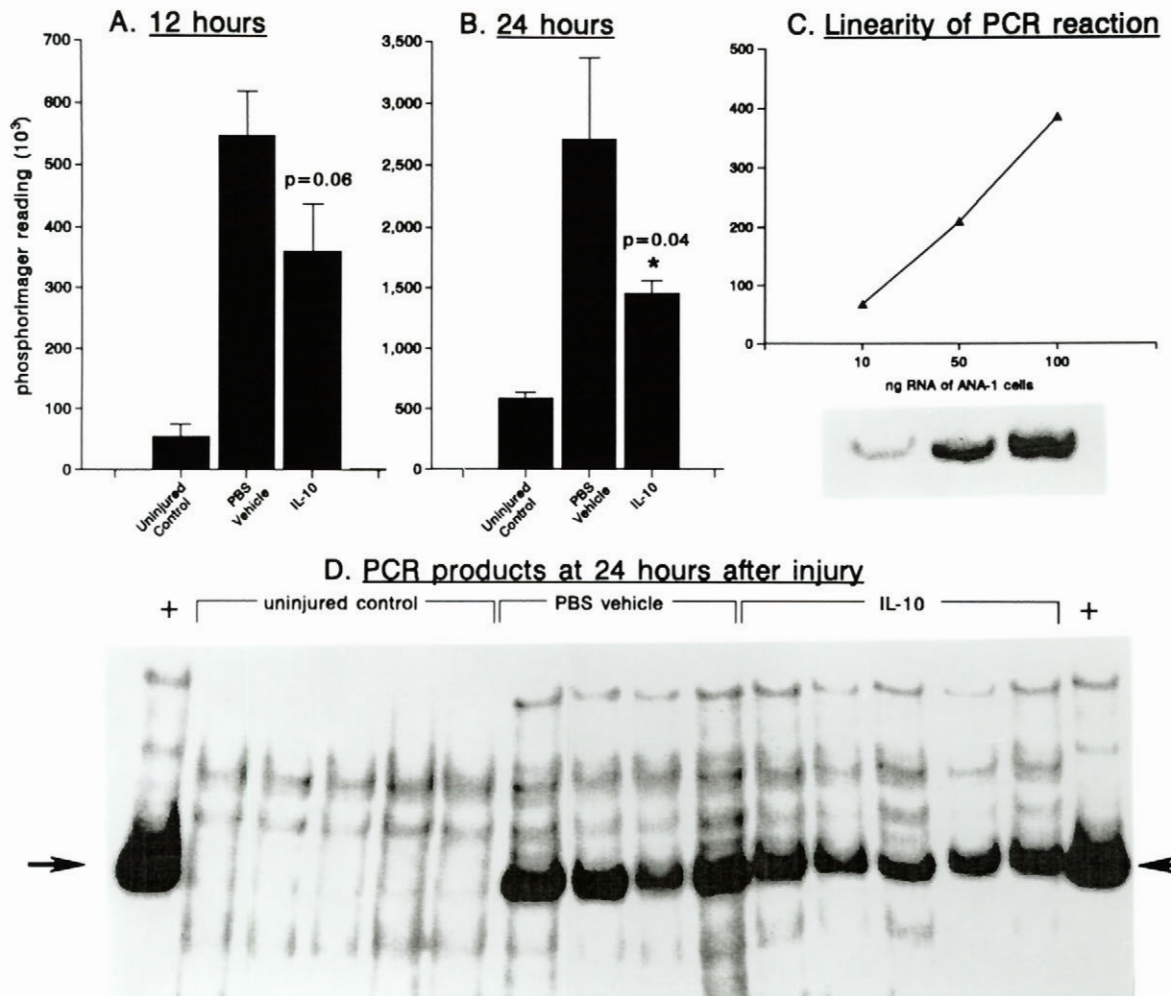 A. 12 hours
700
600
500
400
300
200
100
0
phosphorimager reading (10³)
p=0.06
Uninjured Control
PBS Vehicle
IL-10
B. 24 hours
3,500
3,000
2,500
2,000
1,500
1,000
500
0
p=0.04
*
Uninjured Control
PBS Vehicle
IL-10
C. Linearity of PCR reaction
500
400
300
200
100
0
10 50 100
ng RNA of ANA-1 cells
D. PCR products at 24 hours after injury
+ uninjured control PBS vehicle IL-10 +